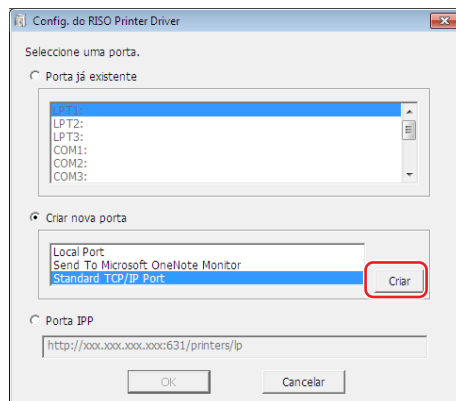 Config. do RISO Printer Driver
Seleccione uma porta.
Porta já existente
LPT1:
LPT2:
LPT3:
COM1:
COM2:
COM3:
Criar nova porta
Local Port
Send To Microsoft OneNote Monitor
Standard TCP/IP Port
Criar
Porta IPP
http://xxx.xxx.xxx.xxx:631/printers/lp
OK
Cancelar